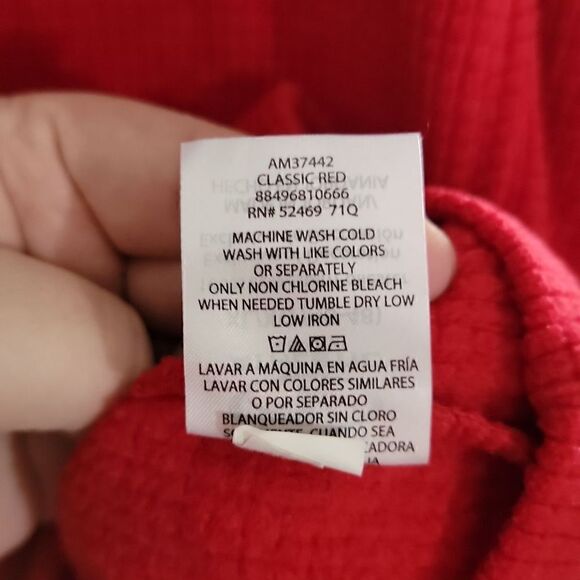 AM37442
CLASSIC RED
88496810666
RN# 52469 71Q
MACHINE WASH COLD
WASH WITH LIKE COLORS
OR SEPARATELY
ONLY NON CHLORINE BLEACH
WHEN NEEDED TUMBLE DRY LOW
LOW IRON
LAVAR A MÁQUINA EN AGUA FRÍA
LAVAR CON COLORES SIMILARES
O POR SEPARADO
BLANQUEADOR SIN CLORO
CUANDO SEA